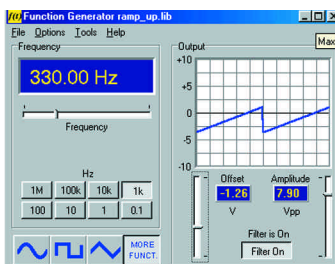 f(t) Function Generator ramp_up.lib
File Options Tools Help
Max
Frequency
330.00 Hz
Frequency
Hz
1M 100k 10k 1k
100 10 1 0.1
MORE
FUNCT.
Output
+10
+5
0
-5
-10
Offset Amplitude
-1.26 7.90
V Vpp
Filter is On
Filter On